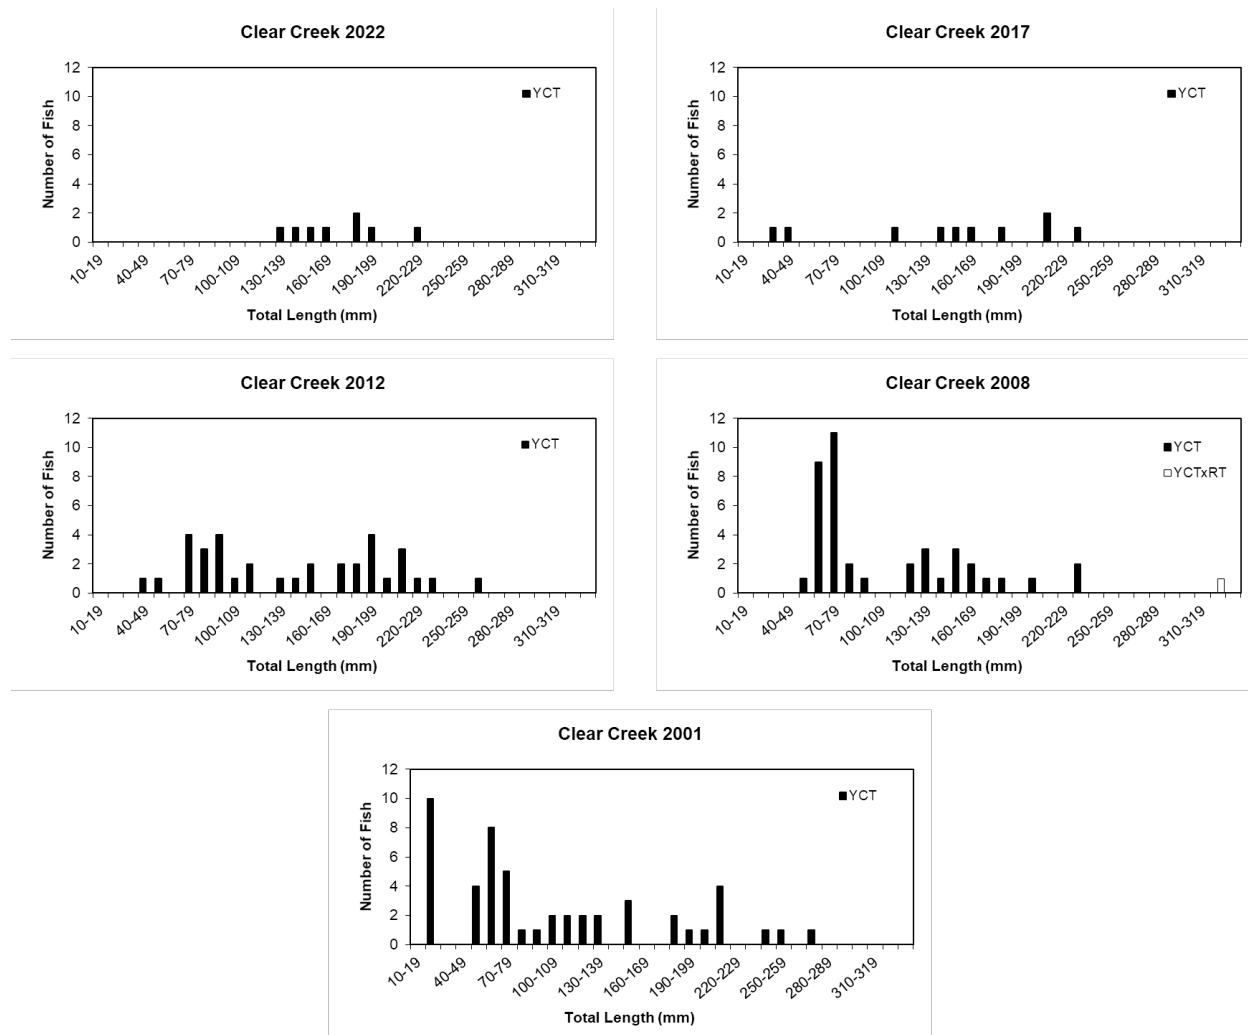 Clear Creek 2022
12
10
8
6
4
2
0
Number of Fish
YCT
10-19 40-49 70-79 100-109 130-139 160-169 190-199 220-229 250-259 280-289 310-319
Total Length (mm)
Clear Creek 2017
12
10
8
6
4
2
0
Number of Fish
YCT
10-19 40-49 70-79 100-109 130-139 160-169 190-199 220-229 250-259 280-289 310-319
Total Length (mm)
Clear Creek 2012
12
10
8
6
4
2
0
Number of Fish
YCT
10-19 40-49 70-79 100-109 130-139 160-169 190-199 220-229 250-259 280-289 310-319
Total Length (mm)
Clear Creek 2008
12
10
8
6
4
2
0
Number of Fish
YCT
YCTxRT
10-19 40-49 70-79 100-109 130-139 160-169 190-199 220-229 250-259 280-289 310-319
Total Length (mm)
Clear Creek 2001
12
10
8
6
4
2
0
Number of Fish
YCT
10-19 40-49 70-79 100-109 130-139 160-169 190-199 220-229 250-259 280-289 310-319
Total Length (mm)